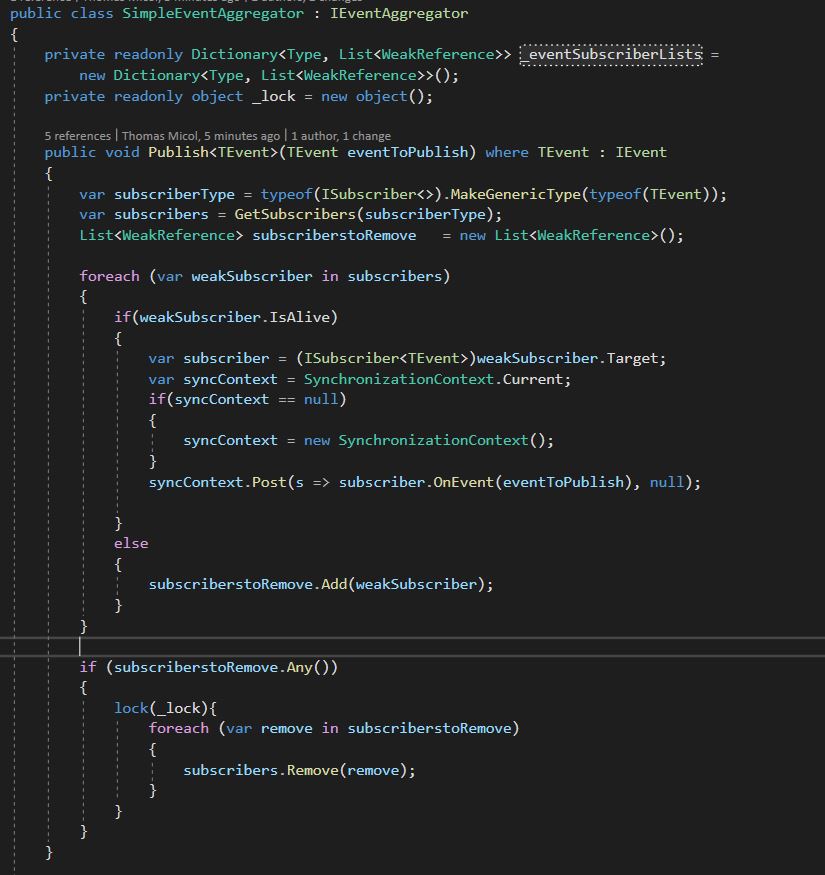 public class SimpleEventAggregator : IEventAggregator
{
private readonly Dictionary<Type, List<WeakReference>> _eventSubscriberLists =
new Dictionary<Type, List<WeakReference>>();
private readonly object _lock = new object();
5 references | Thomas Micol, 5 minutes ago | 1 author, 1 change
public void Publish<TEvent>(TEvent eventToPublish) where TEvent : IEvent
{
var subscriberType = typeof(ISubscriber<>).MakeGenericType(typeof(TEvent));
var subscribers = GetSubscribers(subscriberType);
List<WeakReference> subscriberstoRemove   = new List<WeakReference>();
foreach (var weakSubscriber in subscribers)
{
if(weakSubscriber.IsAlive)
{
var subscriber = (ISubscriber<TEvent>)weakSubscriber.Target;
var syncContext = SynchronizationContext.Current;
if(syncContext == null)
{
syncContext = new SynchronizationContext();
}
syncContext.Post(s => subscriber.OnEvent(eventToPublish), null);
}
else
{
subscriberstoRemove.Add(weakSubscriber);
}
}
if (subscriberstoRemove.Any())
{
lock(_lock){
foreach (var remove in subscriberstoRemove)
{
subscribers.Remove(remove);
}
}
}
}